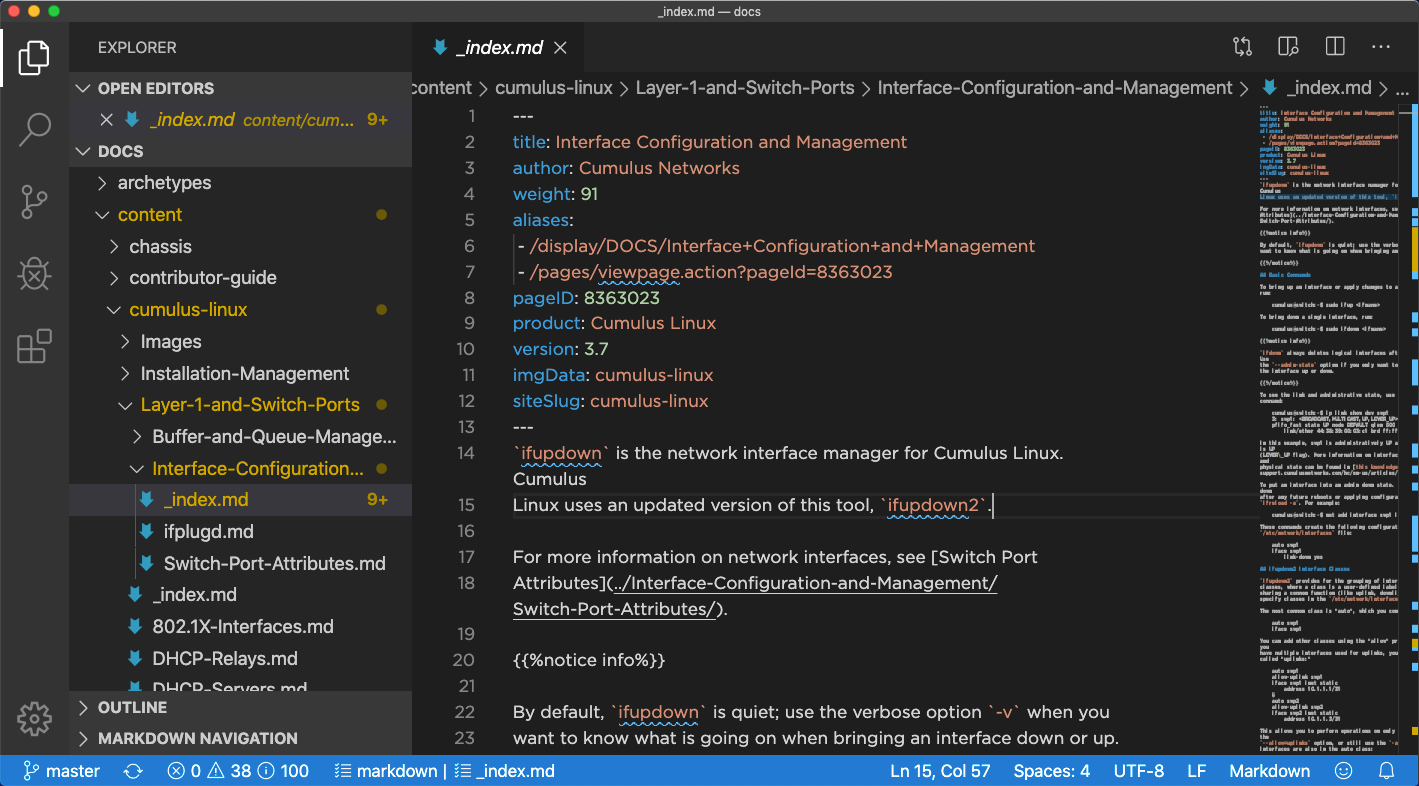 _index.md — docs
EXPLORER
OPEN EDITORS
_index.md content/cum... 9+
DOCS
archetypes
content
chassis
contributor-guide
cumulus-linux
Images
Installation-Management
Layer-1-and-Switch-Ports
Buffer-and-Queue-Manage...
Interface-Configuration...
_index.md 9+
ifplugd.md
Switch-Port-Attributes.md
_index.md
802.1X-Interfaces.md
DHCP-Relays.md
DHCP-Servers.md
OUTLINE
MARKDOWN NAVIGATION
_index.md
content > cumulus-linux > Layer-1-and-Switch-Ports > Interface-Configuration-and-Management > _index.md > ...
1 ---
2 title: Interface Configuration and Management
3 author: Cumulus Networks
4 weight: 91
5 aliases:
6 - /display/DOCS/Interface+Configuration+and+Management
7 - /pages/viewpage.action?pageId=8363023
8 pageID: 8363023
9 product: Cumulus Linux
10 version: 3.7
11 imgData: cumulus-linux
12 siteSlug: cumulus-linux
13 ---
14 `ifupdown` is the network interface manager for Cumulus Linux.
Cumulus
15 Linux uses an updated version of this tool, `ifupdown2`.
16
17 For more information on network interfaces, see [Switch Port
18 Attributes](../Interface-Configuration-and-Management/
Switch-Port-Attributes/).
19
20 {{%notice info%}}
21
22 By default, `ifupdown` is quiet; use the verbose option `-v` when you
23 want to know what is going on when bringing an interface down or up.
master 0 38 100 markdown | _index.md Ln 15, Col 57 Spaces: 4 UTF-8 LF Markdown